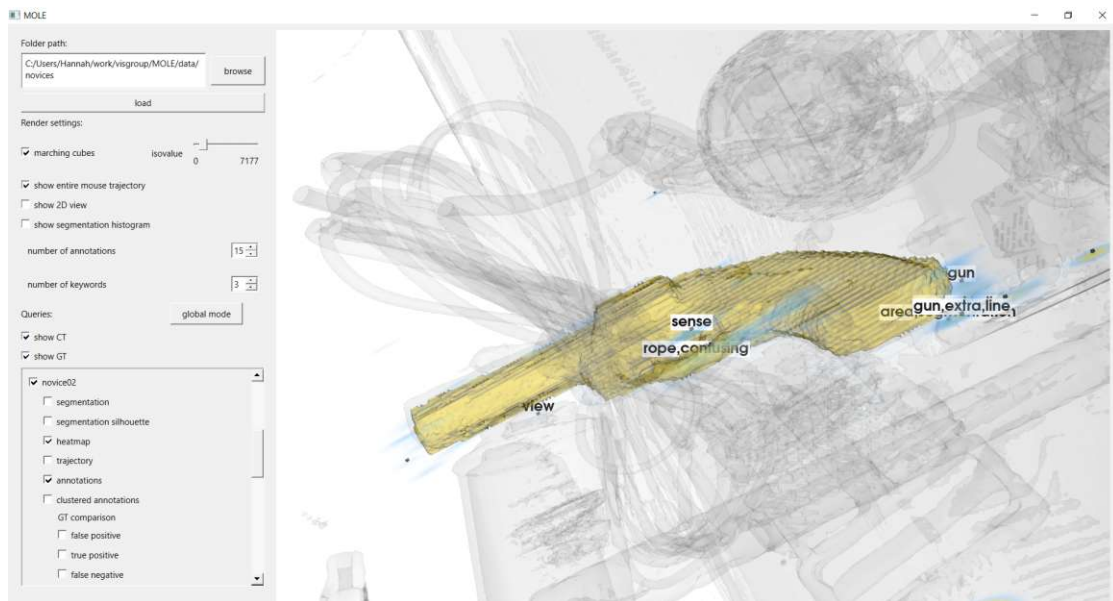 MOLE
Folder path:
C:/Users/Hannah/work/visgroup/MOLE/data/
novices
browse
load
Render settings:
marching cubes
isovalue
0
7177
show entire mouse trajectory
show 2D view
show segmentation histogram
number of annotations
15
number of keywords
3
Queries:
global mode
show CT
show GT
novice02
segmentation
segmentation silhouette
heatmap
trajectory
annotations
clustered annotations
GT comparison
false positive
true positive
false negative
gun
gun,extra,line,
sense
rope,confusing
view